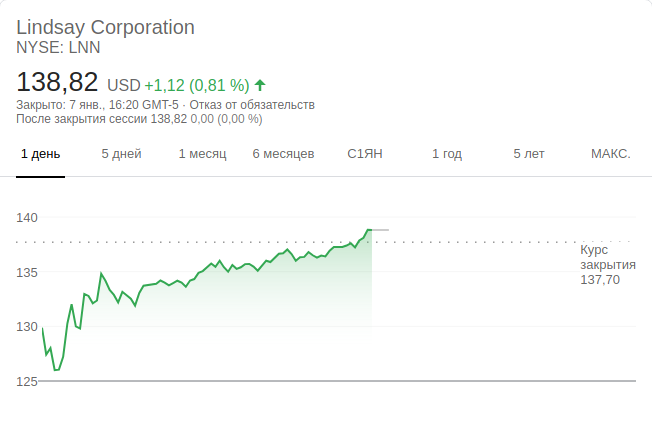 Lindsay Corporation
NYSE: LNN
138,82 USD +1,12 (0,81 %)
Закрыто: 7 янв., 16:20 GMT-5 · Отказ от обязательств
После закрытия сессии 138,82 0,00 (0,00 %)
1 день 5 дней 1 месяц 6 месяцев С1ЯН 1 год 5 лет МАКС.
140
135
130
125
Курс
закрытия
137,70